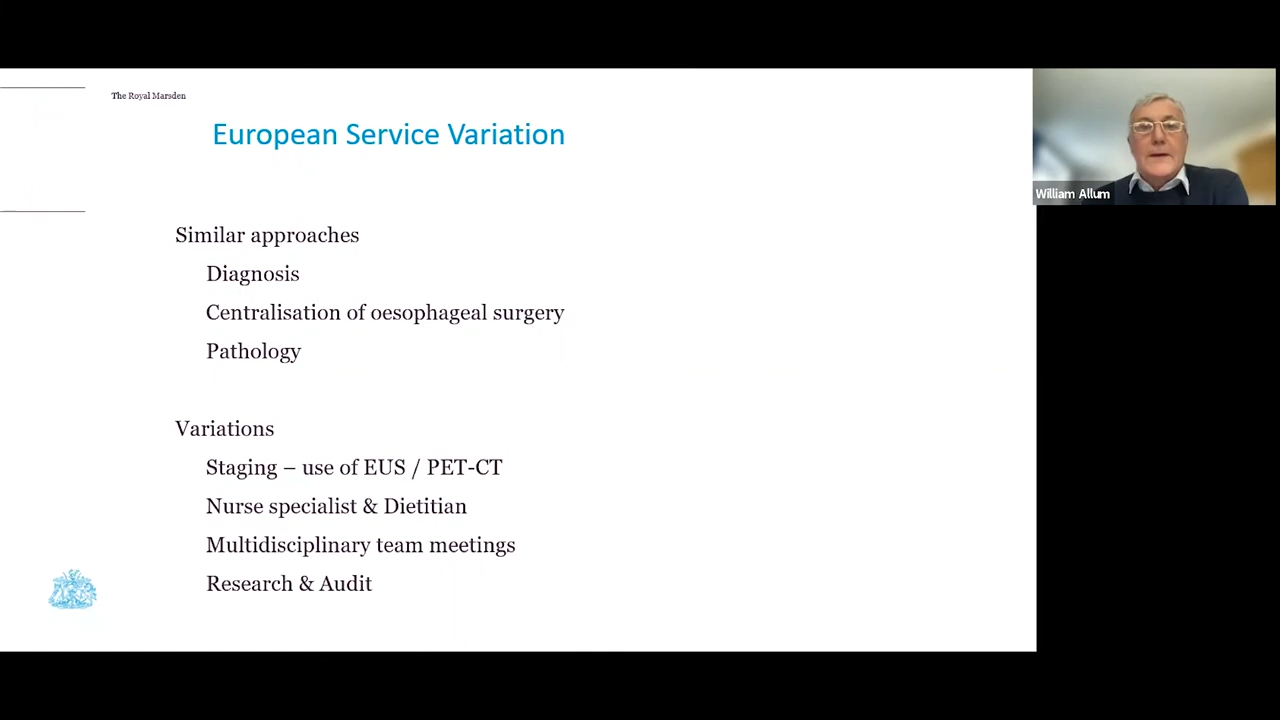 The Royal Marsden
European Service Variation
William Allum
Similar approaches
Diagnosis
Centralisation of oesophageal surgery
Pathology
Variations
Staging – use of EUS / PET-CT
Nurse specialist & Dietitian
Multidisciplinary team meetings
Research & Audit